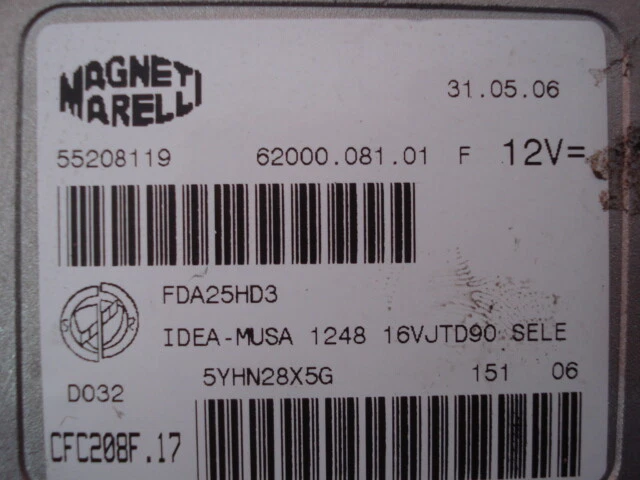 MAGNETI
MARELLI
31.05.06
55208119 62000.081.01 F 12V=
FDA25HD3
IDEA-MUSA 1248 16VJTD90 SELE
5YHN28X5G 151 06
D032
CFC208F.17